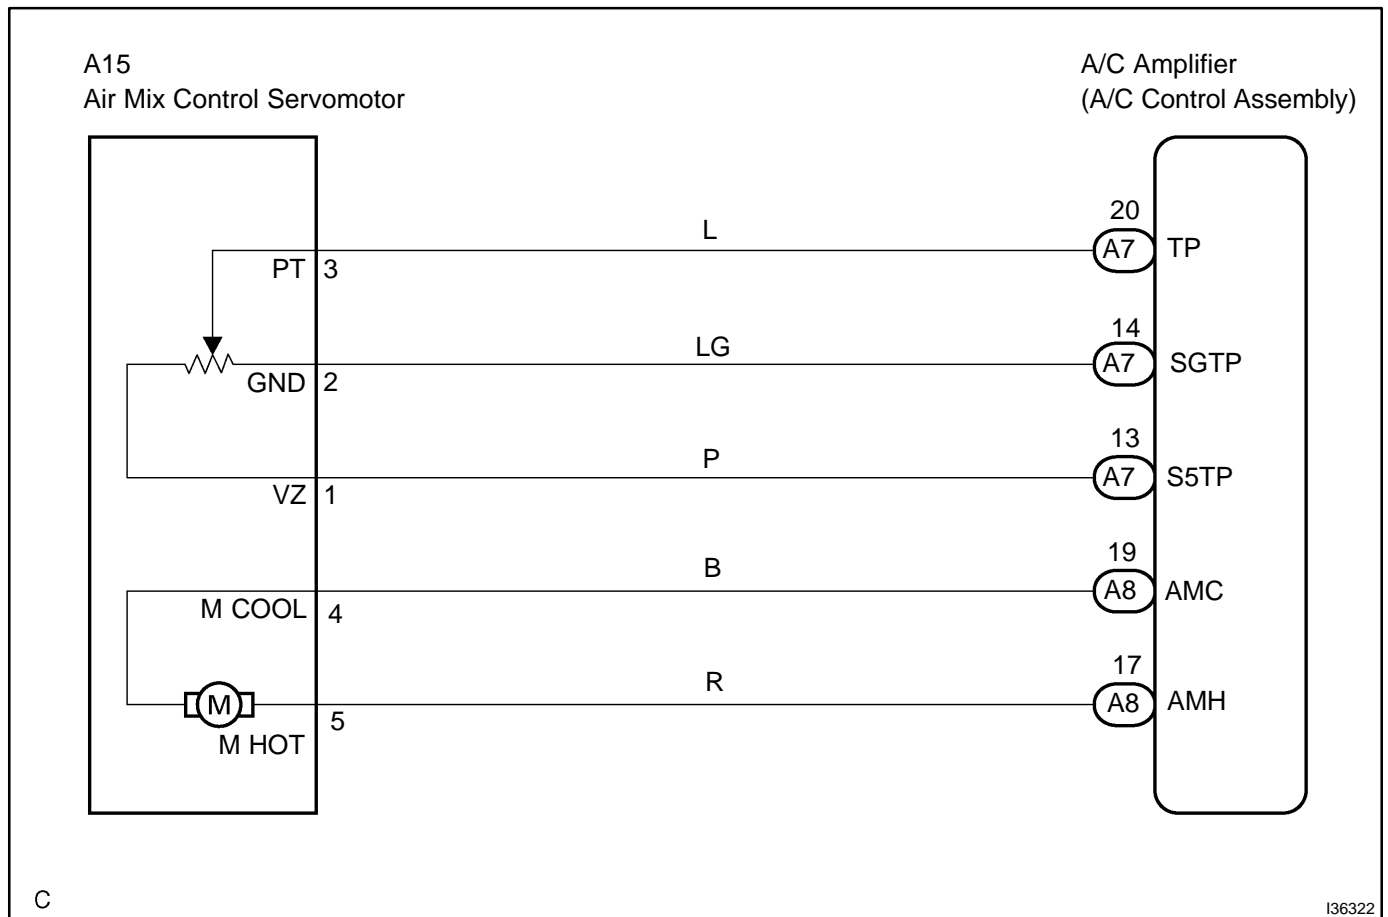 A15
Air Mix Control Servomotor
A/C Amplifier
(A/C Control Assembly)
PT 3
L
20
A7 TP
GND 2
LG
14
A7 SGTP
VZ 1
P
13
A7 S5TP
M COOL 4
B
19
A8 AMC
M
M HOT 5
R
17
A8 AMH
C
I36322